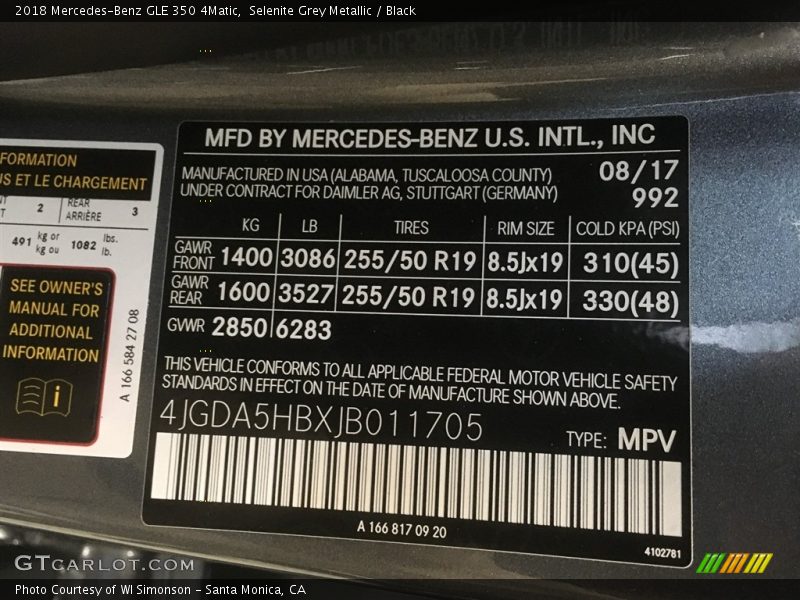 2018 Mercedes-Benz GLE 350 4Matic, Selenite Grey Metallic / Black
FORMATION
US ET LE CHARGEMENT
2 REAR ARRIÈRE 3
491 kg or kg ou 1082 lbs. lb.
SEE OWNER'S
MANUAL FOR
ADDITIONAL
INFORMATION
i
A 166 584 27 08
MFD BY MERCEDES-BENZ U.S. INTL., INC
MANUFACTURED IN USA (ALABAMA, TUSCALOOSA COUNTY) 08/17
UNDER CONTRACT FOR DAIMLER AG, STUTTGART (GERMANY) 992
KG LB TIRES RIM SIZE COLD KPA (PSI)
GAWR FRONT 1400 3086 255/50 R19 8.5Jx19 310(45)
GAWR REAR 1600 3527 255/50 R19 8.5Jx19 330(48)
GWR 2850 6283
THIS VEHICLE CONFORMS TO ALL APPLICABLE FEDERAL MOTOR VEHICLE SAFETY
STANDARDS IN EFFECT ON THE DATE OF MANUFACTURE SHOWN ABOVE.
4JGDA5HBXJB011705
TYPE: MPV
A 166 817 09 20
4102781
GTCARLOT.COM
Photo Courtesy of WI Simonson - Santa Monica, CA